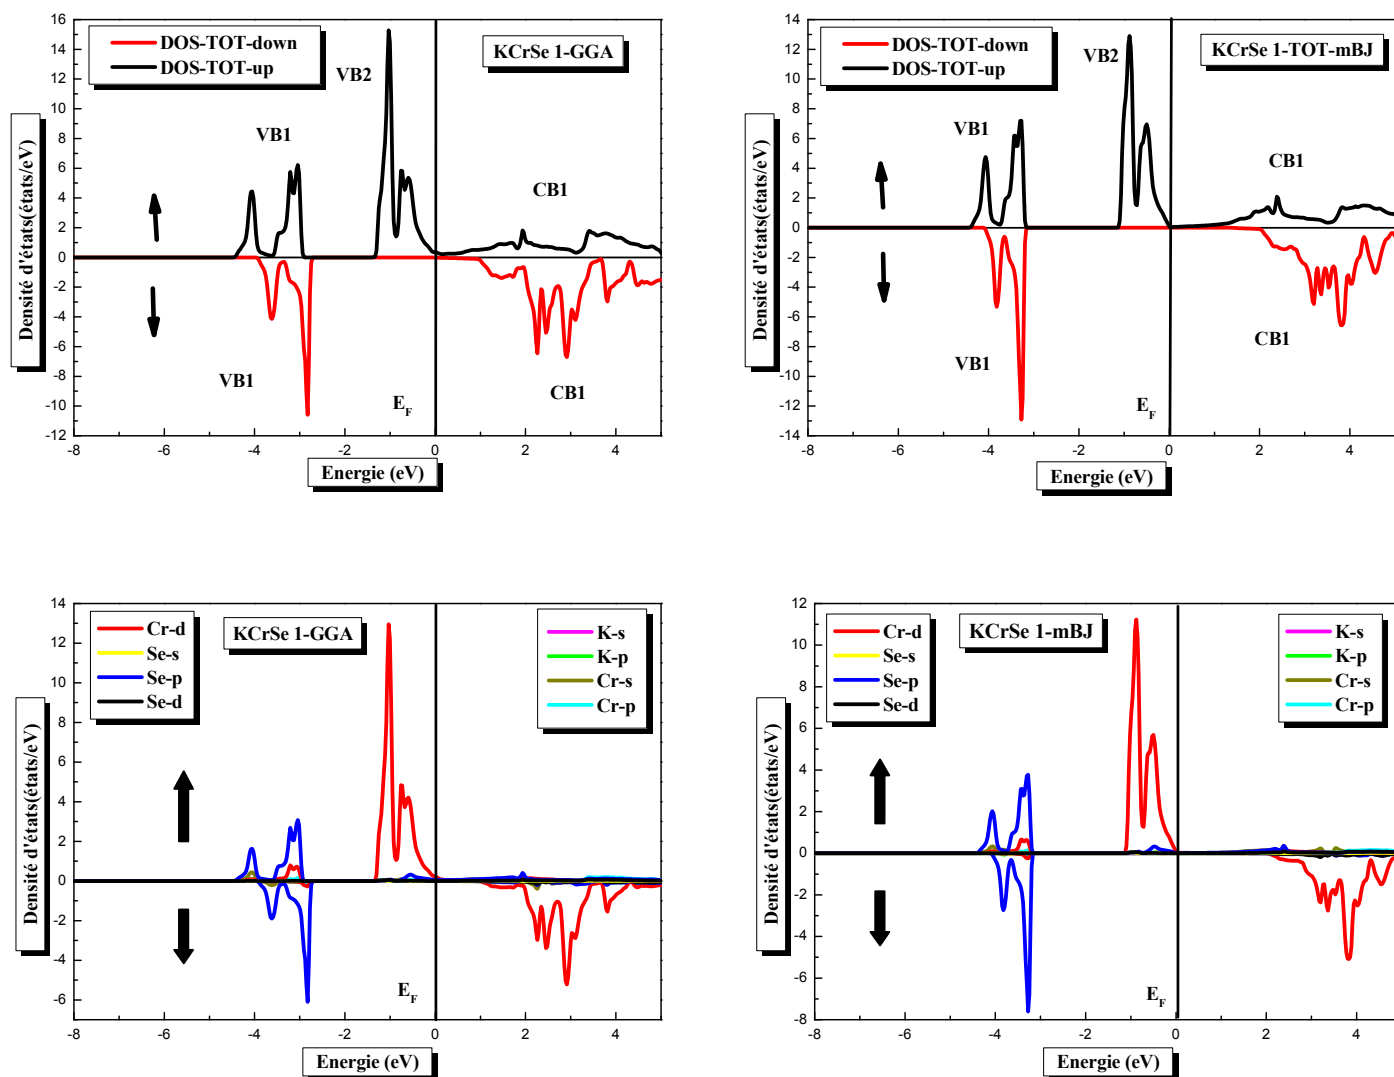 DOS-TOT-down
DOS-TOT-up
KCrSe 1-GGA
VB2
VB1
CB1
VB1
CB1
E_F
Densité d'états(états/eV)
16
14
12
10
8
6
4
2
0
-2
-4
-6
-8
-10
-12
-8
-6
-4
-2
0
2
4
Energie (eV)
DOS-TOT-down
DOS-TOT-up
KCrSe 1-TOT-mBJ
VB2
VB1
CB1
VB1
CB1
E_F
Densité d'états(états/eV)
14
12
10
8
6
4
2
0
-2
-4
-6
-8
-10
-12
-14
-8
-6
-4
-2
0
2
4
Energie (eV)
Cr-d
Se-s
Se-p
Se-d
KCrSe 1-GGA
K-s
K-p
Cr-s
Cr-p
E_F
Densité d'états(états/eV)
14
12
10
8
6
4
2
0
-2
-4
-6
-8
-6
-4
-2
0
2
4
Energie (eV)
Cr-d
Se-s
Se-p
Se-d
KCrSe 1-mBJ
K-s
K-p
Cr-s
Cr-p
E_F
Densité d'états(états/eV)
12
10
8
6
4
2
0
-2
-4
-6
-8
-8
-6
-4
-2
0
2
4
Energie (eV)